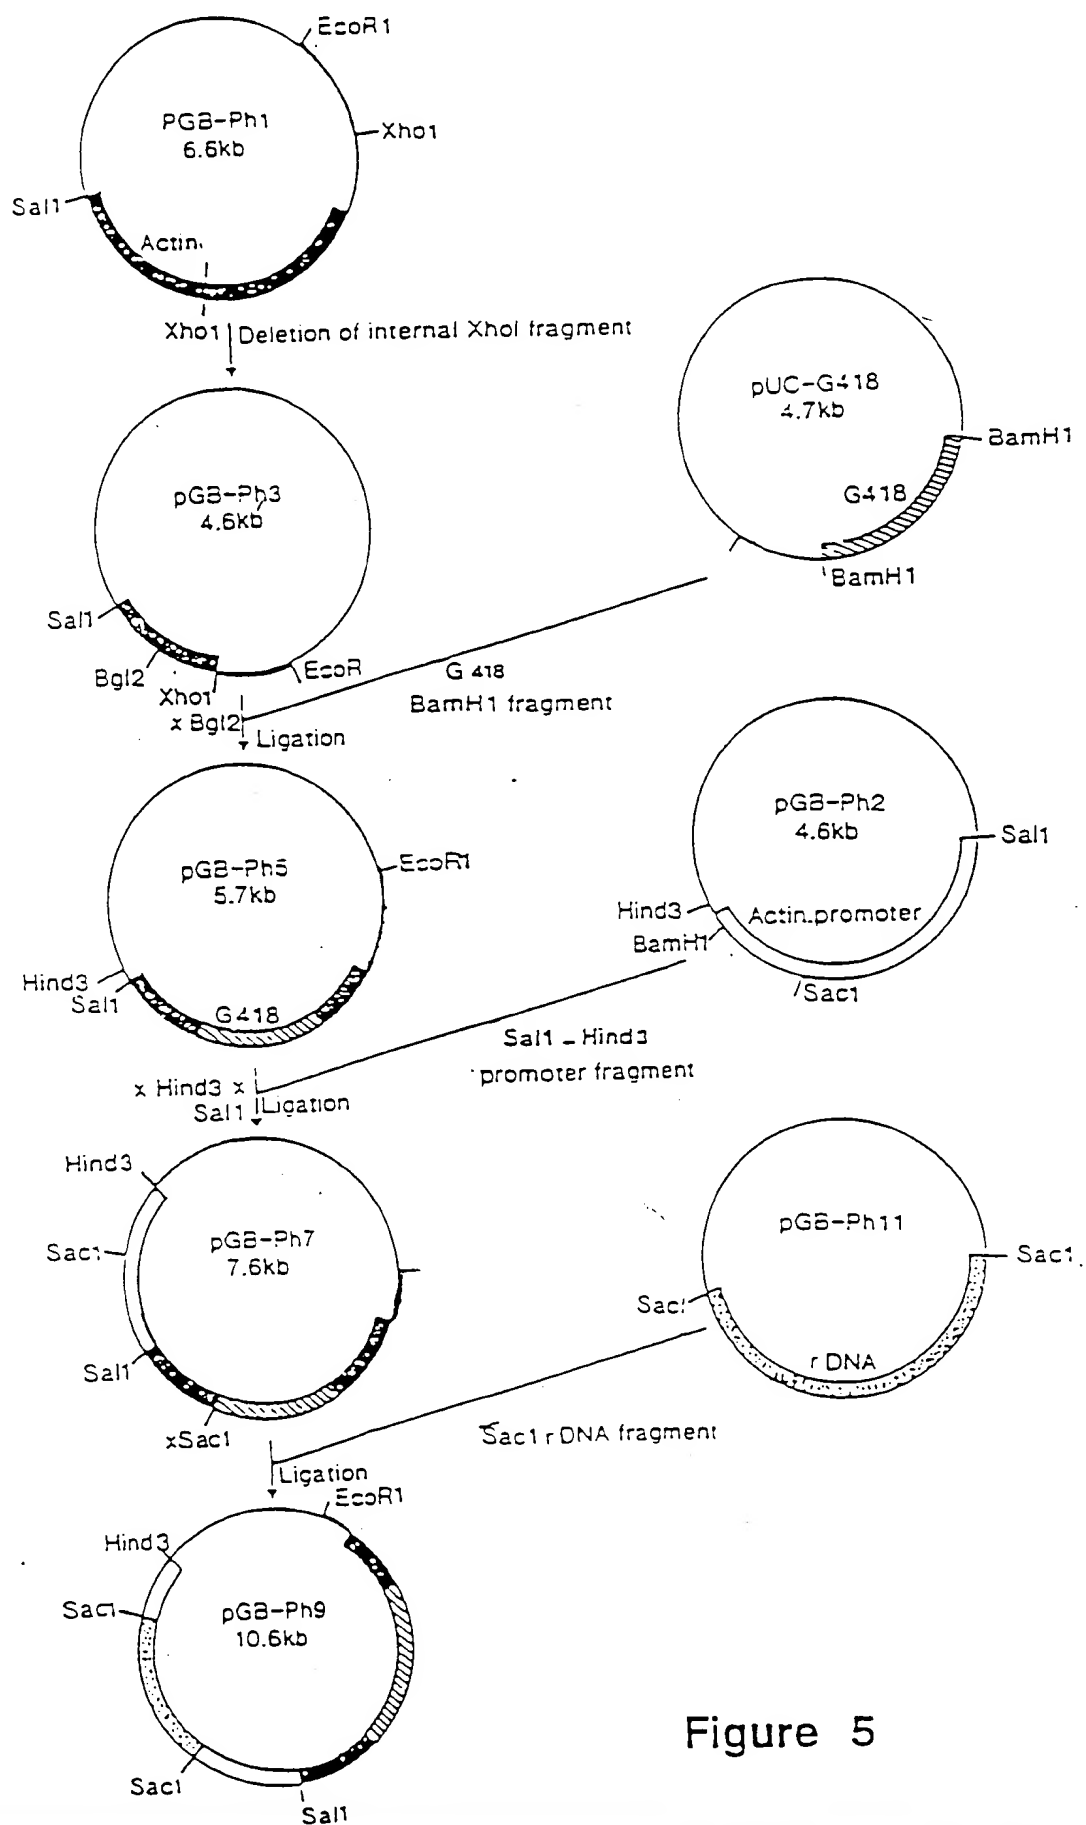 EcoR1
PGB-Ph1
6.6kb
Xho1
Sal1
Actin
Xho1
Deletion of internal XhoI fragment
pUC-G418
4.7kb
BamH1
G418
BamH1
pGB-Ph3
4.6kb
Sal1
Bgl2
Xho1
EcoR
x Bgl2
G 418
BamH1 fragment
Ligation
pGB-Ph5
5.7kb
EcoR1
Hind3
Sal1
G418
pGB-Ph2
4.6kb
Sal1
Hind3
Actin.promoter
BamH1
Sac1
Sal1 – Hind3
promoter fragment
x Hind3 x
Sal1
Ligation
Hind3
Sac1
pGB-Ph7
7.6kb
Sal1
xSac1
pGB-Ph11
Sac1
Sac1
r DNA
Sac1 r DNA fragment
Ligation
EcoR1
Hind3
Sac1
pGB-Ph9
10.6kb
Sac1
Sal1
Figure 5